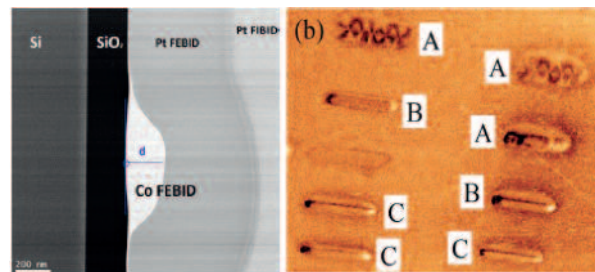 Si
SiO₂
Pt FEBID
Pt FIBID
d
Co FEBID
200 nm
(b)
A
A
B
A
B
C
C
C